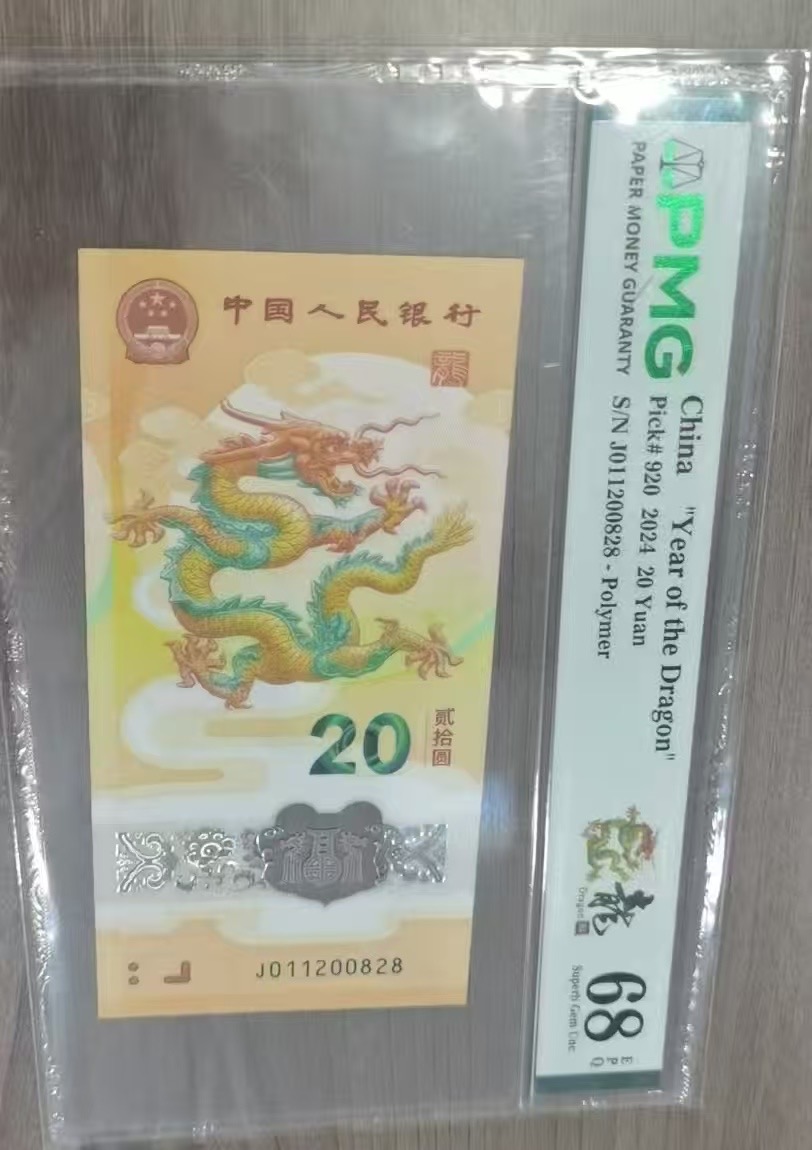 中国人民银行
龍
20
贰拾圆
J011200828
PMG
PAPER MONEY GUARANTY
China "Year of the Dragon"
Pick# 920 2024 20 Yuan
S/N J011200828 - Polymer
龍
Dragon
68
EPQ
Superb Gem Unc